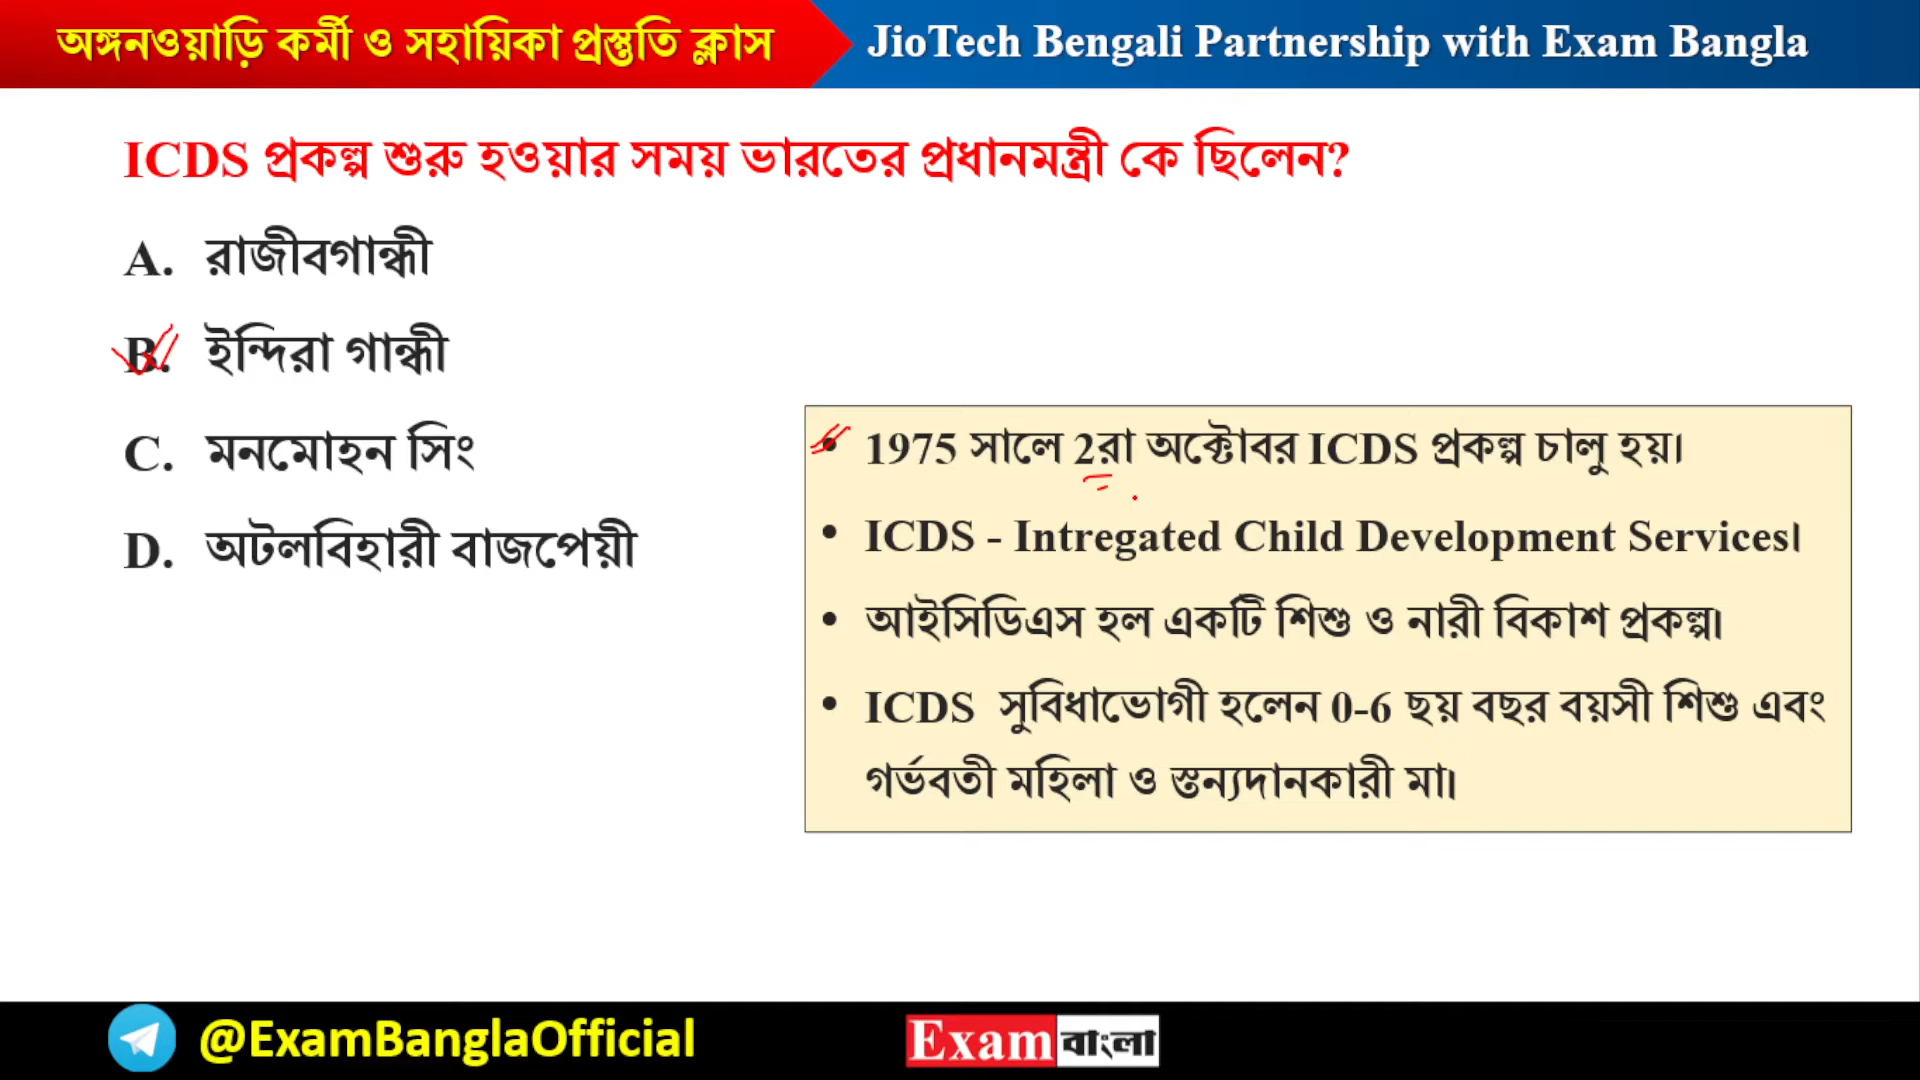 অঙ্গনওয়াড়ি কর্মী ও সহায়িকা প্রস্তুতি ক্লাস
JioTech Bengali Partnership with Exam Bangla
ICDS প্রকল্প শুরু হওয়ার সময় ভারতের প্রধানমন্ত্রী কে ছিলেন?
A. রাজীবগান্ধী
B. ইন্দিরা গান্ধী
C. মনমোহন সিং
D. অটলবিহারী বাজপেয়ী
• 1975 সালে 2রা অক্টোবর ICDS প্রকল্প চালু হয়।
• ICDS - Intregated Child Development Services।
• আইসিডিএস হল একটি শিশু ও নারী বিকাশ প্রকল্প।
• ICDS সুবিধাভোগী হলেন 0-6 ছয় বছর বয়সী শিশু এবং
গর্ভবতী মহিলা ও স্তন্যদানকারী মা।
@ExamBanglaOfficial
Exam বাংলা